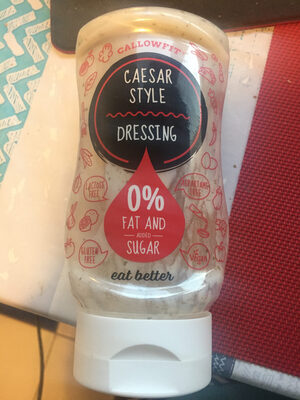 CALLOWFIT
CAESAR
STYLE
DRESSING
0%
FAT AND
ADDED
SUGAR
LACTOSE
FREE
GLUTEN
FREE
VEGAN
eat better